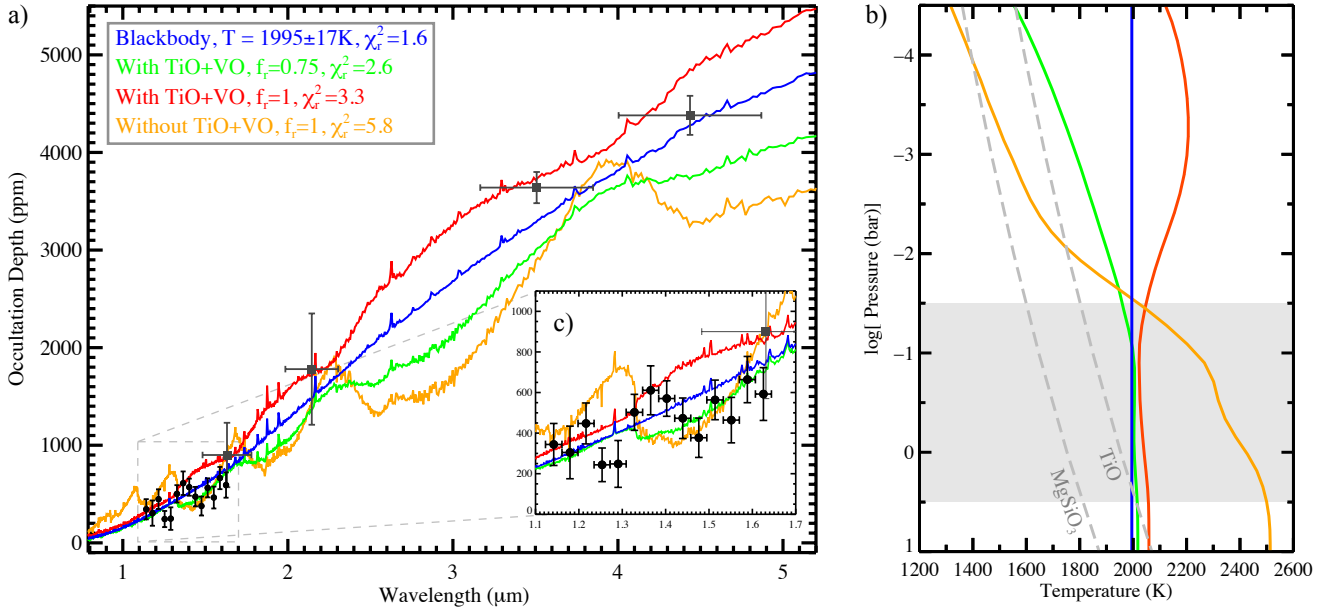 a)
Blackbody, T = 1995±17K, χ²ᵣ=1.6
With TiO+VO, fᵣ=0.75, χ²ᵣ=2.6
With TiO+VO, fᵣ=1, χ²ᵣ=3.3
Without TiO+VO, fᵣ=1, χ²ᵣ=5.8
Occultation Depth (ppm)
5000
4000
3000
2000
1000
0
1 2 3 4 5
Wavelength (μm)
c)
1000
800
600
400
200
0
1.1 1.2 1.3 1.4 1.5 1.6 1.7
b)
log[ Pressure (bar)]
−4
−3
−2
−1
0
1
MgSiO₃
TiO
1200 1400 1600 1800 2000 2200 2400 2600
Temperature (K)